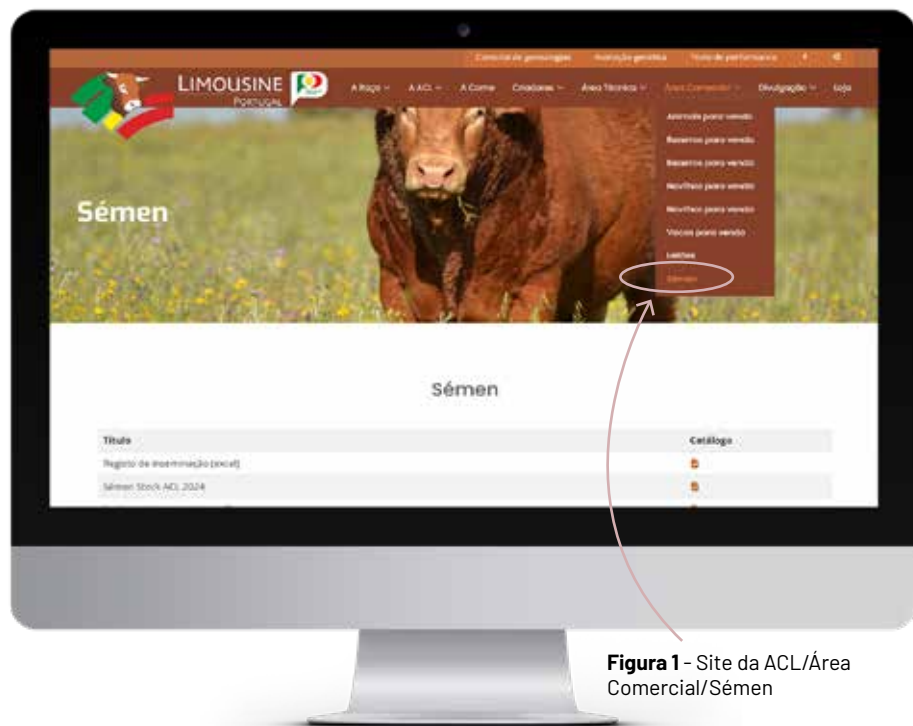 Consulta de genealogias Avaliação genética Teste de performance
LIMOUSINE
PORTUGAL
A Raça A ACL A Carne Criadores Área Técnica Área Comercial Divulgação Loja
Animais para venda
Bezerros para venda
Bezerras para venda
Novilhos para venda
Novilhas para venda
Vacas para venda
Leilões
Sémen
Sémen
Sémen
Título Catálogo
Registo de inseminação (excel)
Sémen Stock ACL 2024
Figura 1 - Site da ACL/Área
Comercial/Sémen